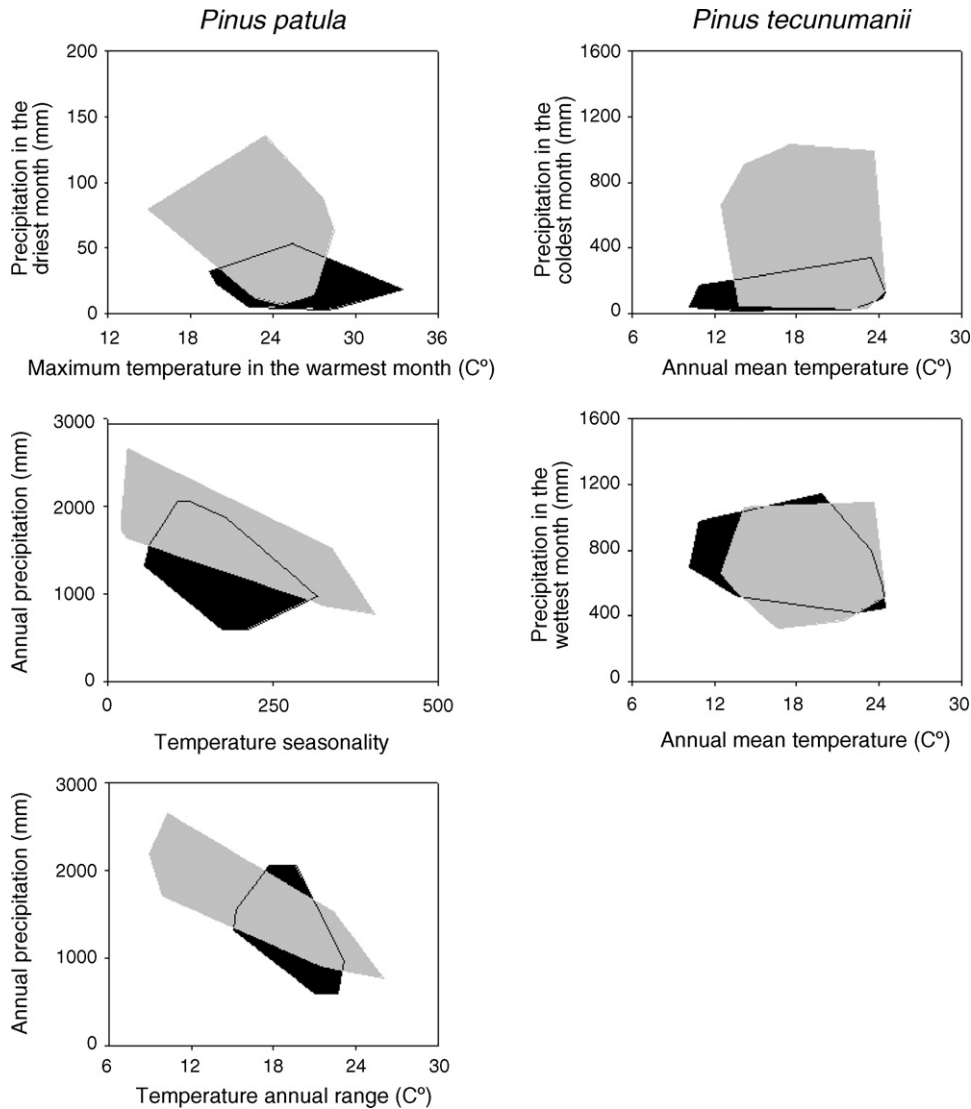 Pinus patula
Pinus tecunumanii
200
150
100
50
0
Precipitation in the
driest month (mm)
12 18 24 30 36
Maximum temperature in the warmest month (Cº)
1600
1200
800
400
0
Precipitation in the
coldest month (mm)
6 12 18 24 30
Annual mean temperature (Cº)
3000
2000
1000
0
Annual precipitation (mm)
0 250 500
Temperature seasonality
1600
1200
800
400
0
Precipitation in the
wettest month (mm)
6 12 18 24 30
Annual mean temperature (Cº)
3000
2000
1000
0
Annual precipitation (mm)
6 12 18 24 30
Temperature annual range (Cº)